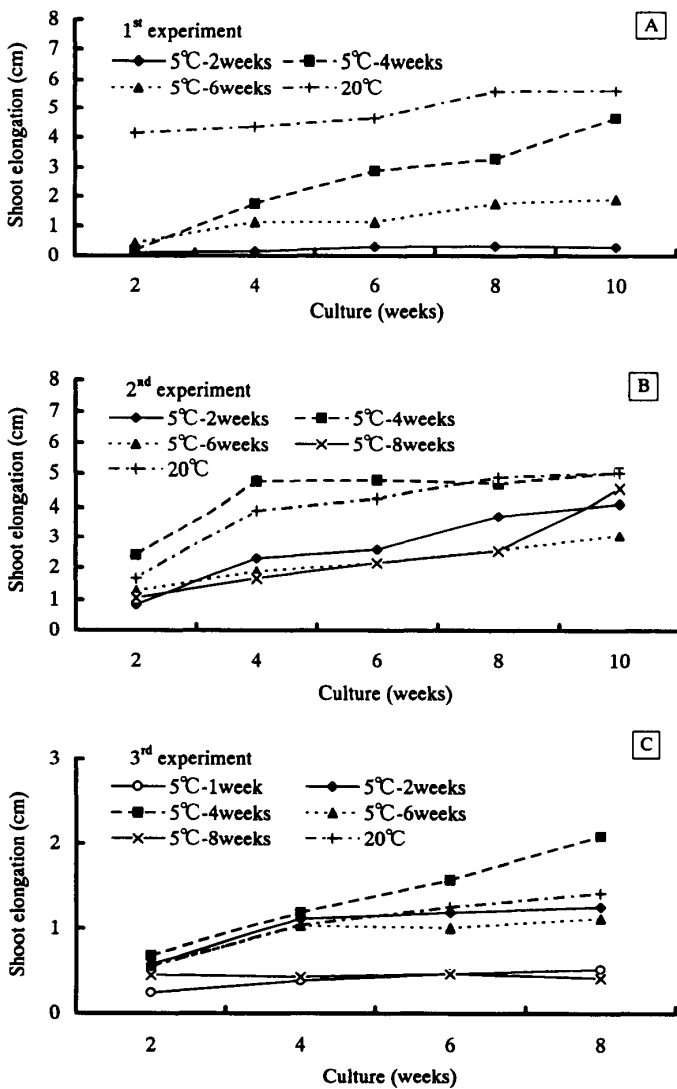 8
7
6
5
4
3
2
1
0
Shoot elongation (cm)
1st experiment
A
5℃-2weeks
5℃-4weeks
5℃-6weeks
20℃
2
4
6
8
10
Culture (weeks)
8
7
6
5
4
3
2
1
0
Shoot elongation (cm)
2nd experiment
B
5℃-2weeks
5℃-4weeks
5℃-6weeks
5℃-8weeks
20℃
2
4
6
8
10
Culture (weeks)
3
2
1
0
Shoot elongation (cm)
3rd experiment
C
5℃-1week
5℃-2weeks
5℃-4weeks
5℃-6weeks
5℃-8weeks
20℃
2
4
6
8
Culture (weeks)